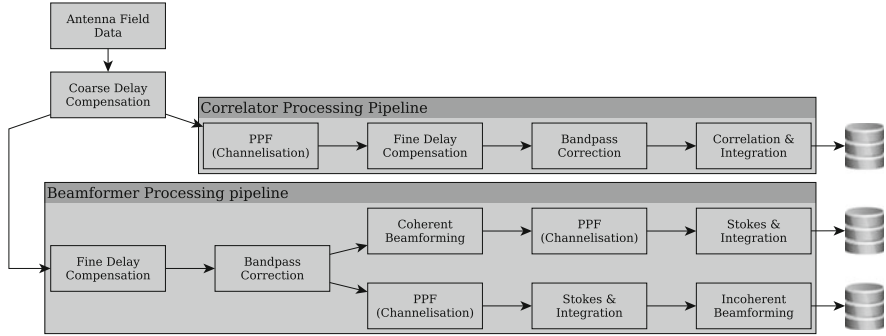 Antenna Field
Data
Coarse Delay
Compensation
Correlator Processing Pipeline
PPF
(Channelisation)
Fine Delay
Compensation
Bandpass
Correction
Correlation &
Integration
Beamformer Processing pipeline
Fine Delay
Compensation
Bandpass
Correction
Coherent
Beamforming
PPF
(Channelisation)
Stokes &
Integration
PPF
(Channelisation)
Stokes &
Integration
Incoherent
Beamforming